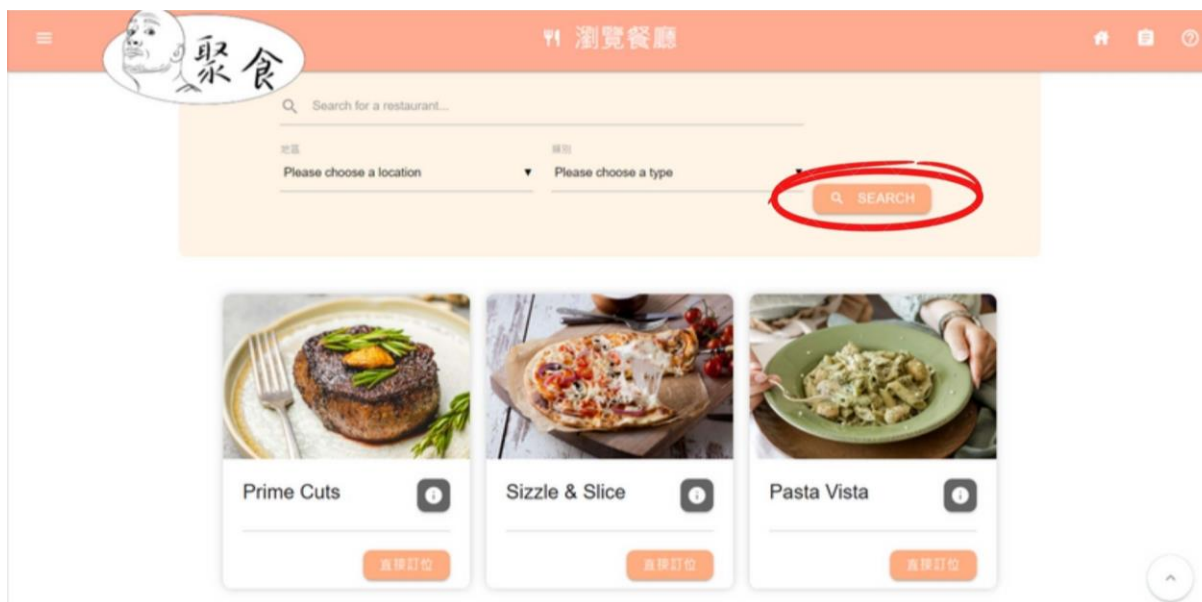 聚食
瀏覽餐廳
Search for a restaurant...
地區
類別
Please choose a location
Please choose a type
SEARCH
Prime Cuts
Sizzle & Slice
Pasta Vista
直接訂位
直接訂位
直接訂位